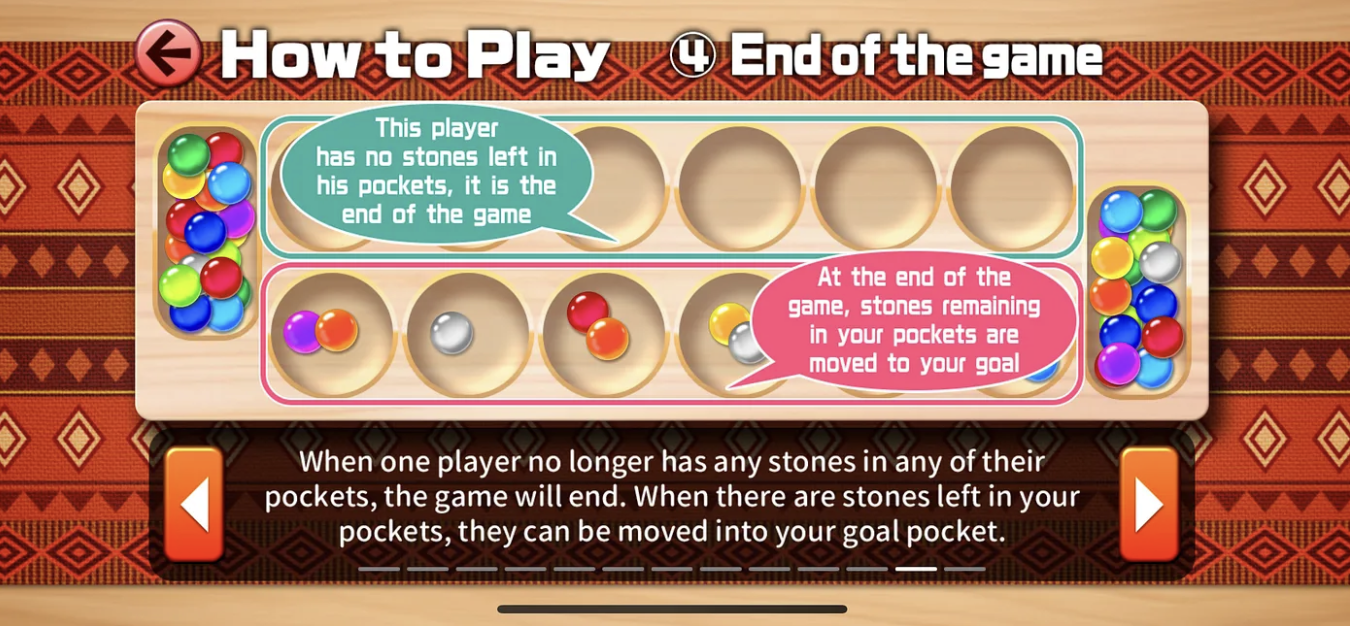 How to Play
4 End of the game
This player
has no stones left in
his pockets, it is the
end of the game
At the end of the
game, stones remaining
in your pockets are
moved to your goal
When one player no longer has any stones in any of their
pockets, the game will end. When there are stones left in your
pockets, they can be moved into your goal pocket.